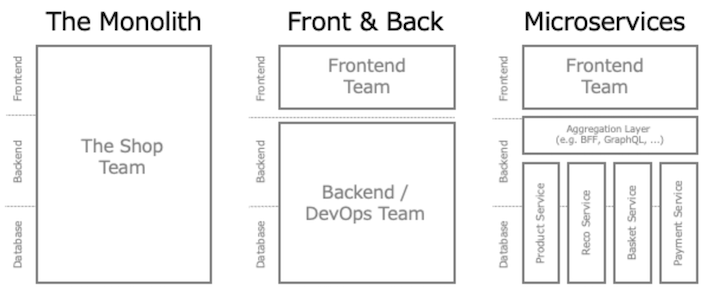 The Monolith
Frontend
Backend
Database
The Shop
Team
Front & Back
Frontend
Backend
Database
Frontend
Team
Backend /
DevOps Team
Microservices
Frontend
Backend
Database
Frontend
Team
Aggregation Layer
(e.g. BFF, GraphQL, ...)
Product Service
Reco Service
Basket Service
Payment Service